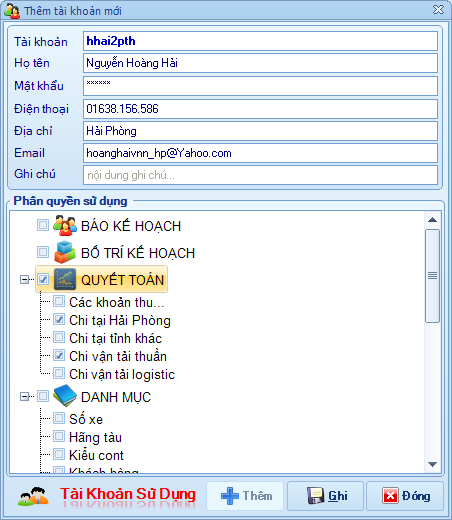 Thêm tài khoản mới
Tài khoản hhai2pth
Họ tên Nguyễn Hoàng Hải
Mật khẩu ******
Điện thoại 01638.156.586
Địa chỉ Hải Phòng
Email hoanghaivnn_hp@Yahoo.com
Ghi chú nội dung ghi chú...
Phân quyền sử dụng
BÁO KẾ HOẠCH
BỐ TRÍ KẾ HOẠCH
QUYẾT TOÁN
Các khoản thu...
Chi tại Hải Phòng
Chi tại tỉnh khác
Chi vận tải thuần
Chi vận tải logistic
DANH MỤC
Số xe
Hãng tàu
Kiểu cont
Khách hàng
Tài Khoản Sử Dụng Thêm Ghi Đóng